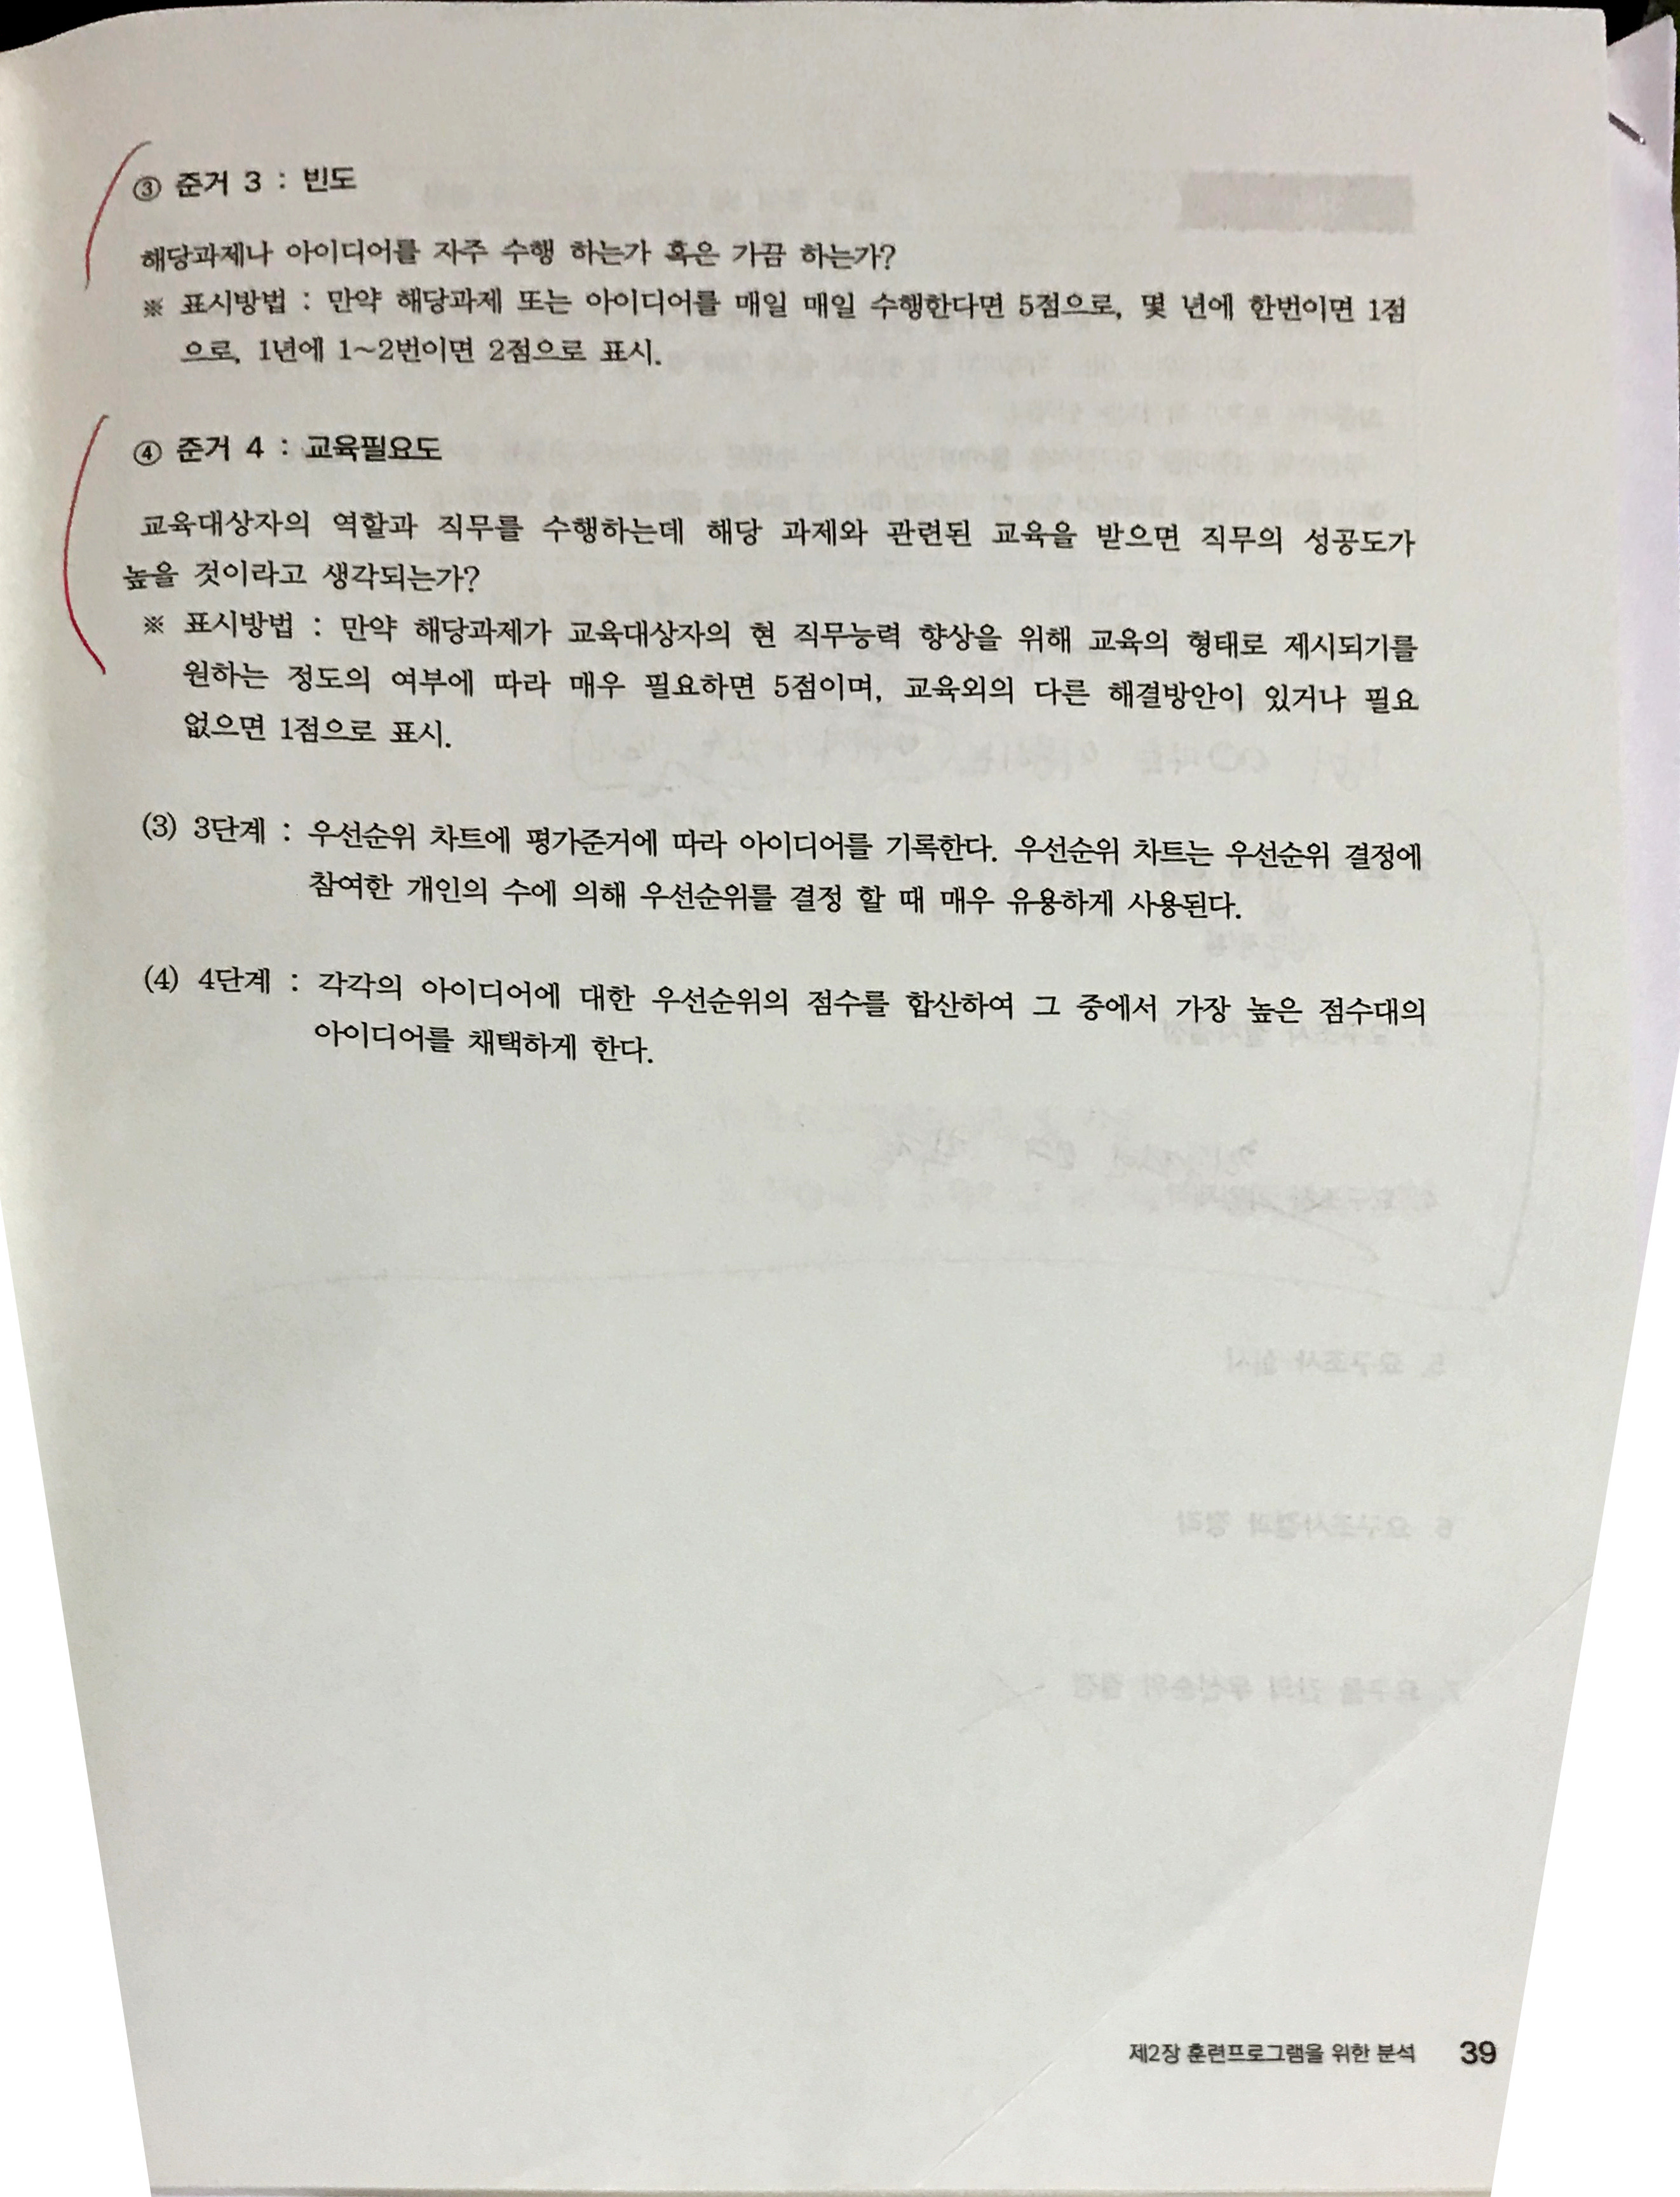 ③ 준거 3 : 빈도
해당과제나 아이디어를 자주 수행 하는가 혹은 가끔 하는가?
※ 표시방법 : 만약 해당과제 또는 아이디어를 매일 매일 수행한다면 5점으로, 몇 년에 한번이면 1점
으로, 1년에 1~2번이면 2점으로 표시.
④ 준거 4 : 교육필요도
교육대상자의 역할과 직무를 수행하는데 해당 과제와 관련된 교육을 받으면 직무의 성공도가
높을 것이라고 생각되는가?
※ 표시방법 : 만약 해당과제가 교육대상자의 현 직무능력 향상을 위해 교육의 형태로 제시되기를
원하는 정도의 여부에 따라 매우 필요하면 5점이며, 교육외의 다른 해결방안이 있거나 필요
없으면 1점으로 표시.
(3) 3단계 : 우선순위 차트에 평가준거에 따라 아이디어를 기록한다. 우선순위 차트는 우선순위 결정에
참여한 개인의 수에 의해 우선순위를 결정 할 때 매우 유용하게 사용된다.
(4) 4단계 : 각각의 아이디어에 대한 우선순위의 점수를 합산하여 그 중에서 가장 높은 점수대의
아이디어를 채택하게 한다.
제2장 훈련프로그램을 위한 분석 39